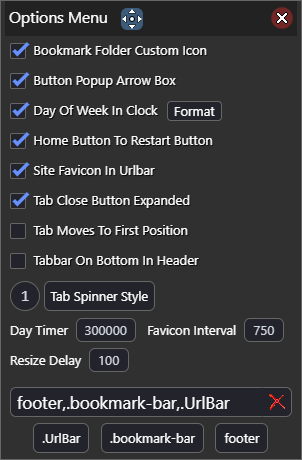 Options Menu
Bookmark Folder Custom Icon
Button Popup Arrow Box
Day Of Week In Clock Format
Home Button To Restart Button
Site Favicon In Urlbar
Tab Close Button Expanded
Tab Moves To First Position
Tabbar On Bottom In Header
1 Tab Spinner Style
Day Timer 300000 Favicon Interval 750
Resize Delay 100
footer,.bookmark-bar,.UrlBar
.UrlBar .bookmark-bar footer